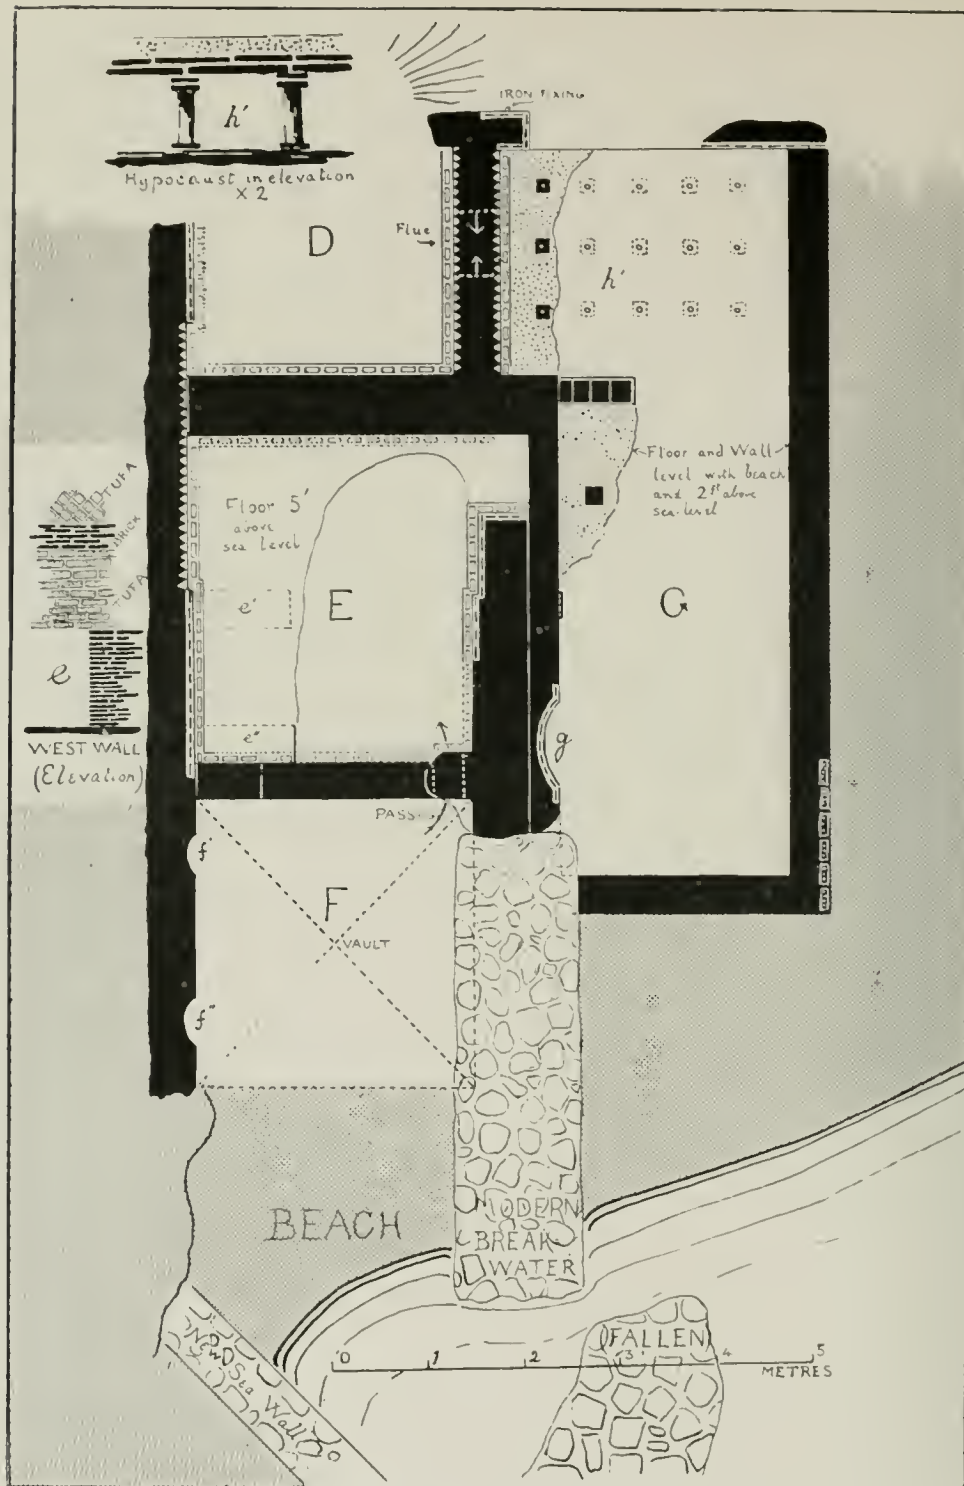 IRON FIXING
h'
Hypocaust in elevation
X 2
D
Flue
h'
Floor and Wall
level with beach
and 2ft above
sea-level
TUFA
BRICK
TUFA
e
WEST WALL
(Elevation)
Floor 5'
above
sea level
e'
E
G
e"
g
PASS
f'
F
VAULT
f"
BEACH
MODERN
BREAK-
WATER
New Sea Wall
FALLEN
0 1 2 3 4 5
METRES